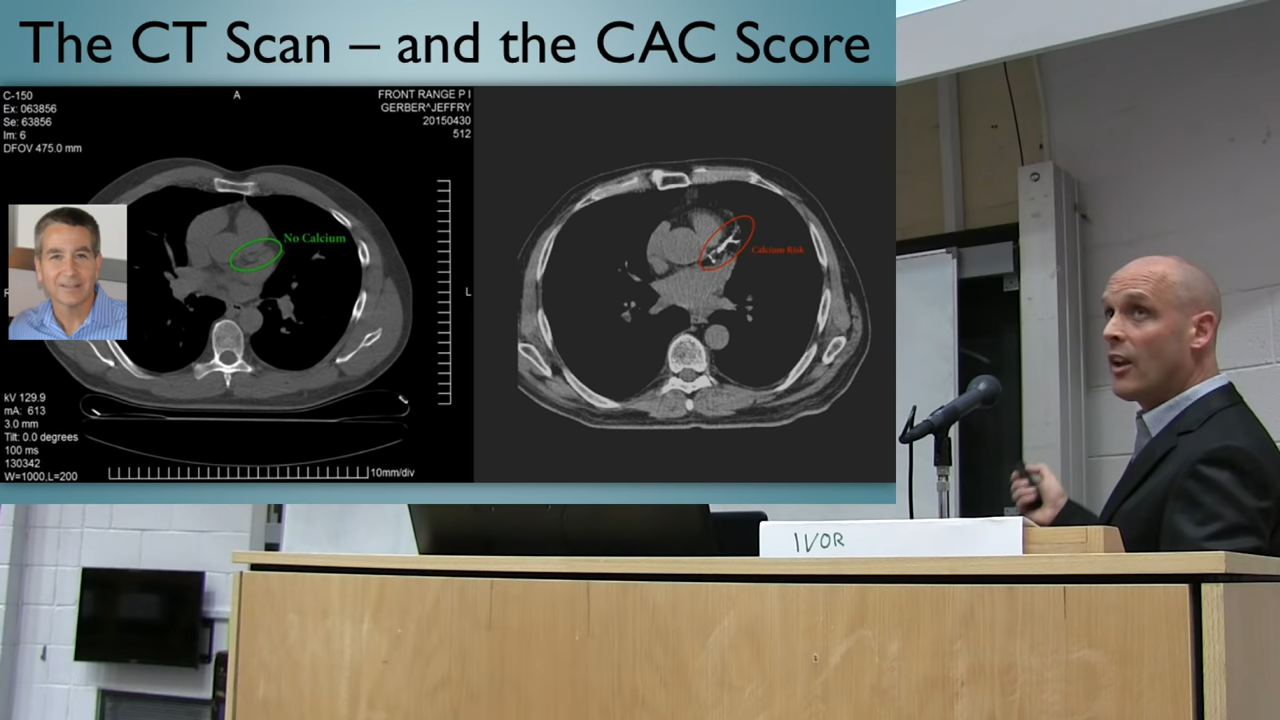 The CT Scan – and the CAC Score
C-150
Ex: 063856
Se: 63856
Im: 6
DFOV 475.0 mm
A
FRONT RANGE P I
GERBER^JEFFRY
20150430
512
No Calcium
Calcium Risk
R
L
kV 129.9
mA: 613
3.0 mm
Tilt: 0.0 degrees
100 ms
130342
W=1000,L=200
10mm/div
IVOR